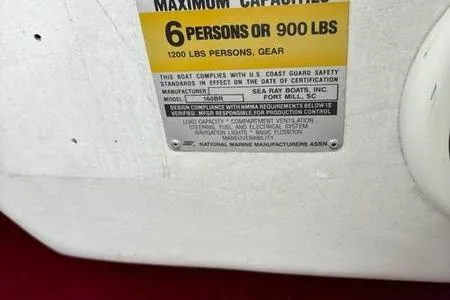 MAXIMUM CAPACITIES
6 PERSONS OR 900 LBS
1200 LBS PERSONS, GEAR
THIS BOAT COMPLIES WITH U.S. COAST GUARD SAFETY
STANDARDS IN EFFECT ON THE DATE OF CERTIFICATION
MANUFACTURER: SEA RAY BOATS, INC.
MODEL: 160BR FORT MILL, SC
DESIGN COMPLIANCE WITH NMMA REQUIREMENTS BELOW IS
VERIFIED. MFGR RESPONSIBLE FOR PRODUCTION CONTROL
LOAD CAPACITY * COMPARTMENT VENTILATION
STEERING, FUEL AND ELECTRICAL SYSTEM
NAVIGATION LIGHTS * BASIC FLOTATION
MANEUVERABILITY
NATIONAL MARINE MANUFACTURERS ASSN